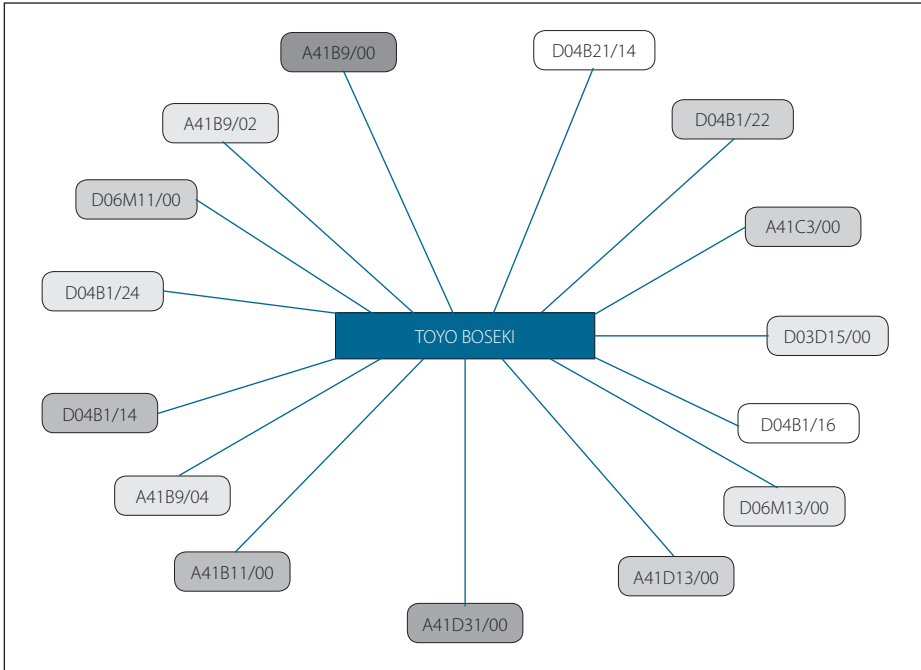 A41B9/00
D04B21/14
A41B9/02
D04B1/22
D06M11/00
A41C3/00
D04B1/24
TOYO BOSEKI
D03D15/00
D04B1/14
D04B1/16
A41B9/04
D06M13/00
A41B11/00
A41D13/00
A41D31/00